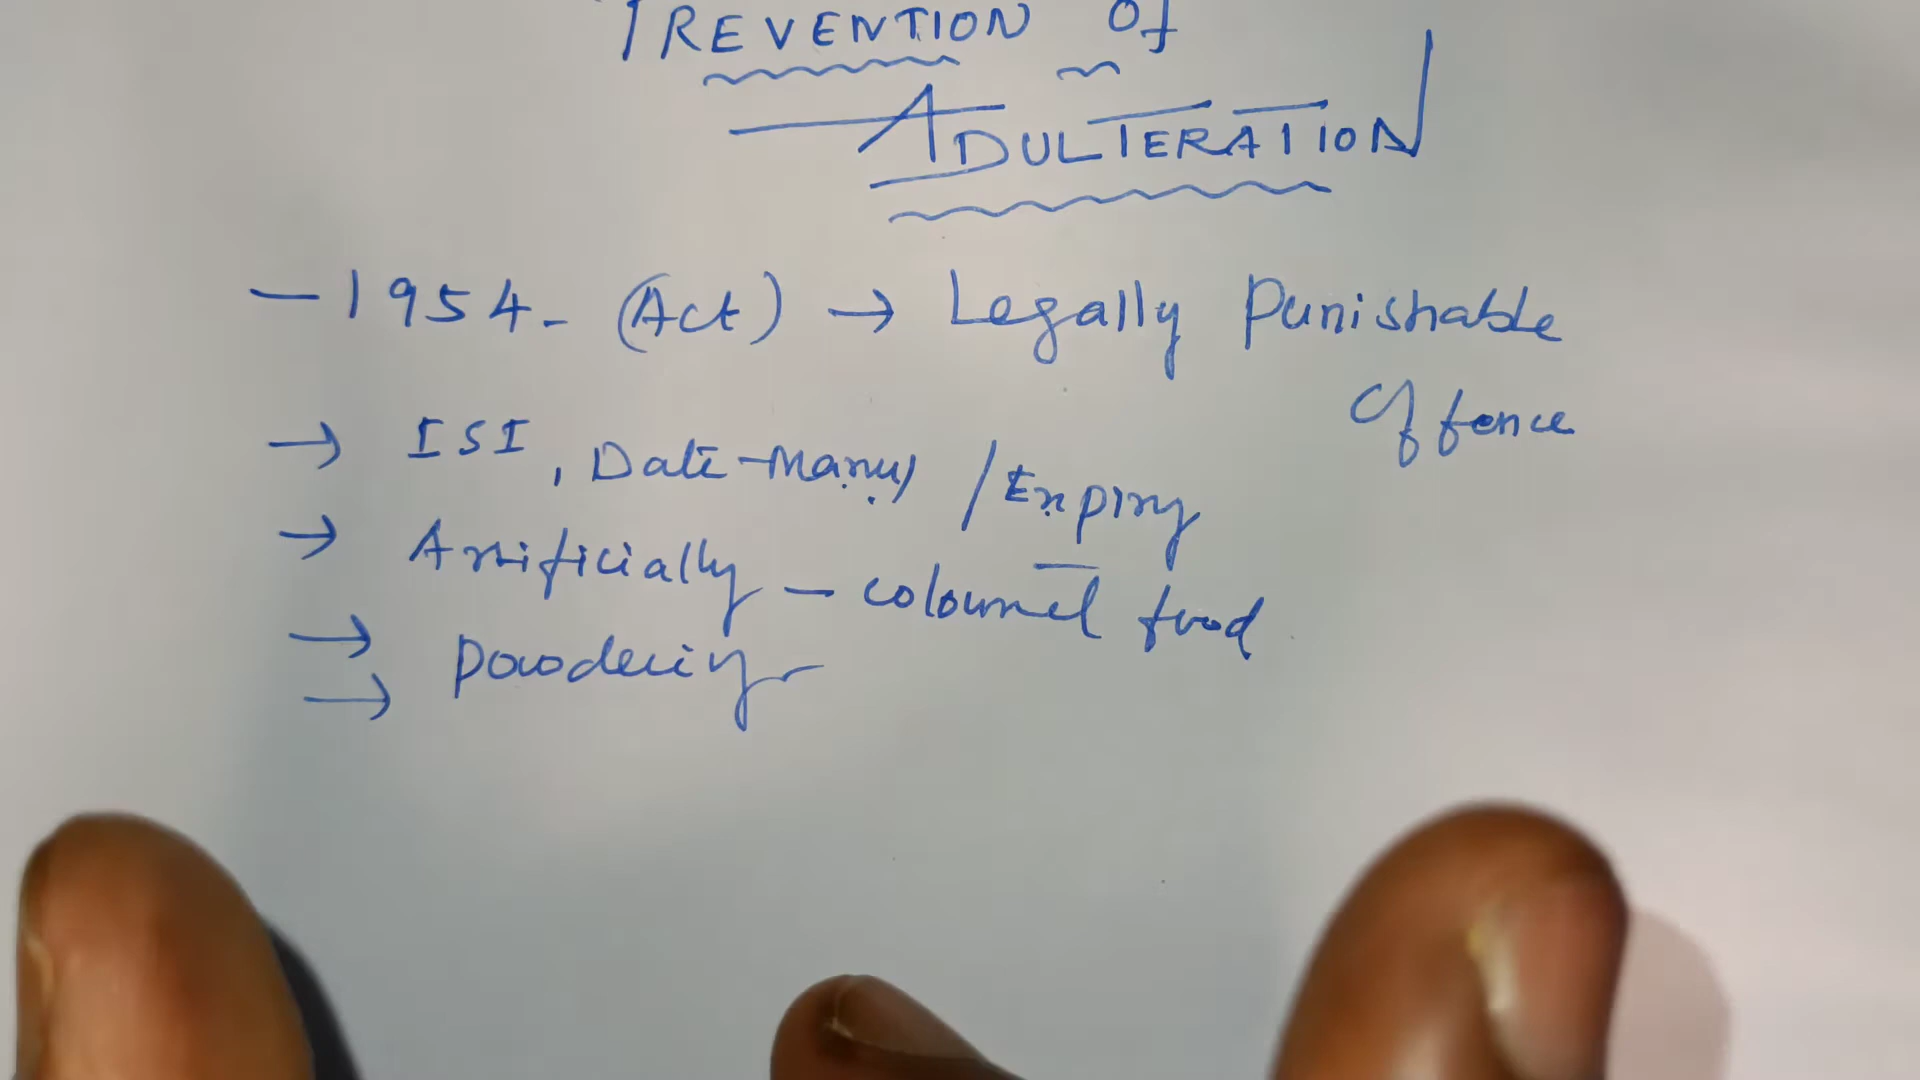 PREVENTION Of
ADULTERATION
- 1954 - (Act) → Legally Punishable
Offence
→ ISI, Date - Manuf / Expiry
→ Artificially - coloured food
→ Powdering
→